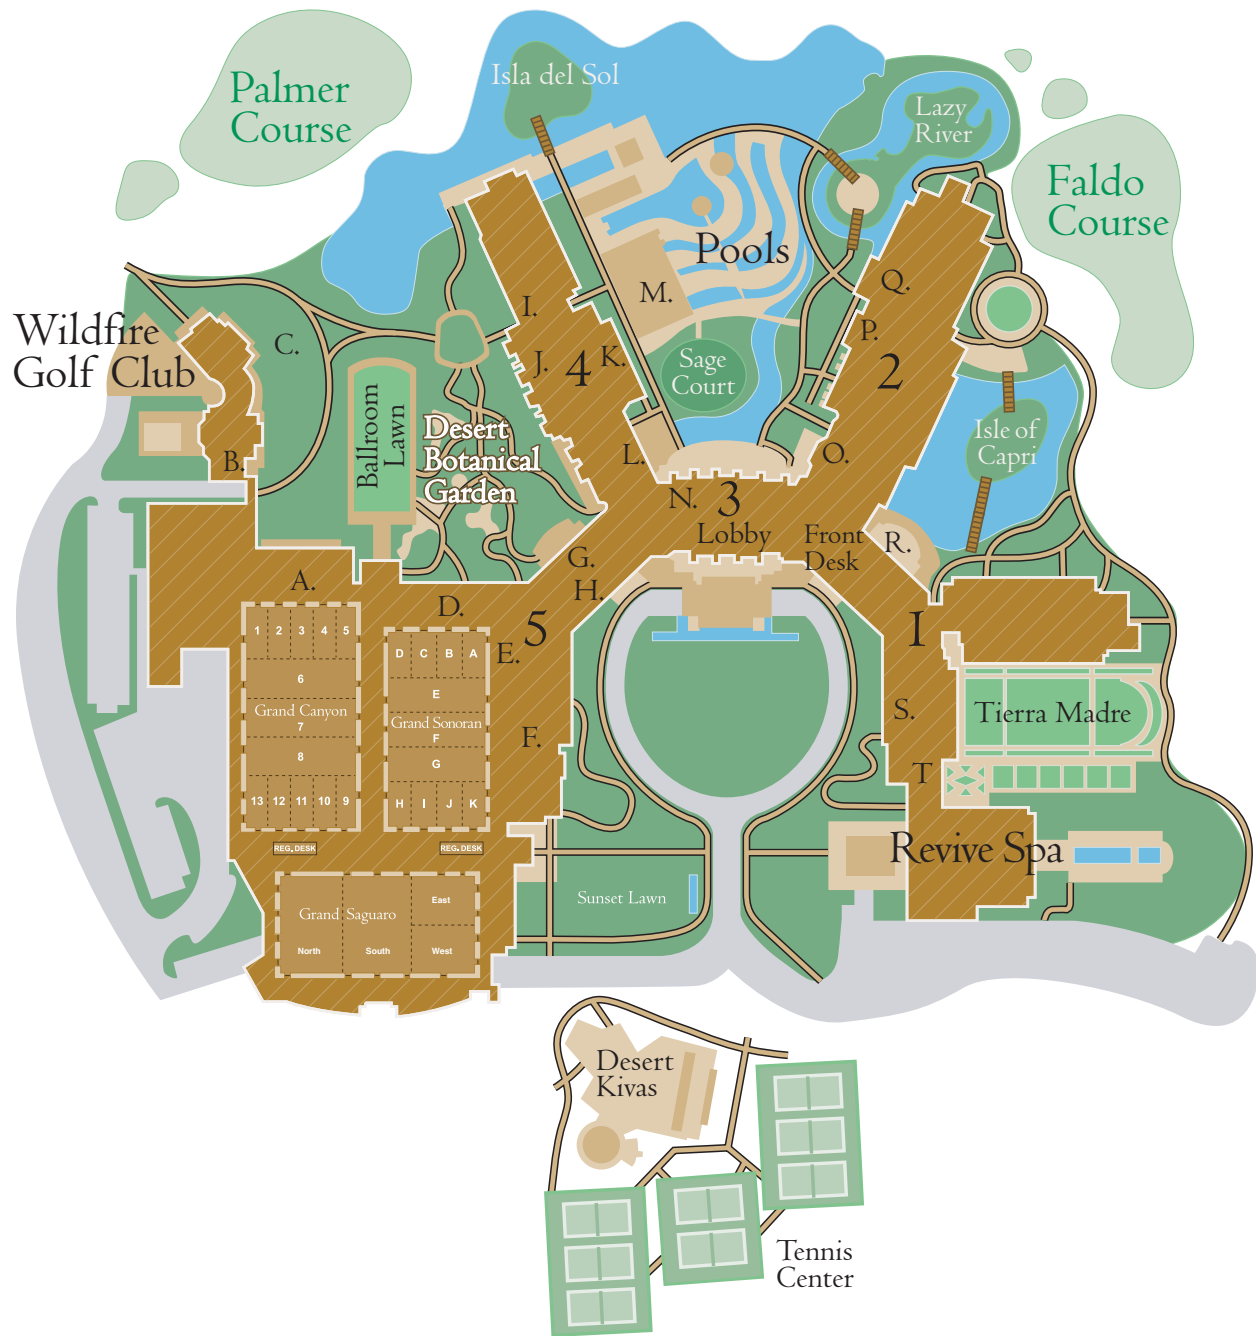 Isla del Sol
Palmer
Course
Lazy
River
Faldo
Course
Pools
Q.
M.
I.
Wildfire
Golf Club
C.
P.
J.
4
K.
Sage
Court
2
Ballroom
Lawn
Desert
Botanical
Garden
Isle of
Capri
B.
L.
O.
N.
3
Lobby
Front
Desk
R.
G.
A.
H.
D.
5
1
E.
1 2 3 4 5
D C B A
6
E
Grand Canyon
7
Grand Sonoran
F
S.
Tierra Madre
F.
8
G
T
13 12 11 10 9
H I J K
REG. DESK
REG. DESK
Revive Spa
East
Sunset Lawn
Grand Saguaro
North
South
West
Desert
Kivas
Tennis
Center